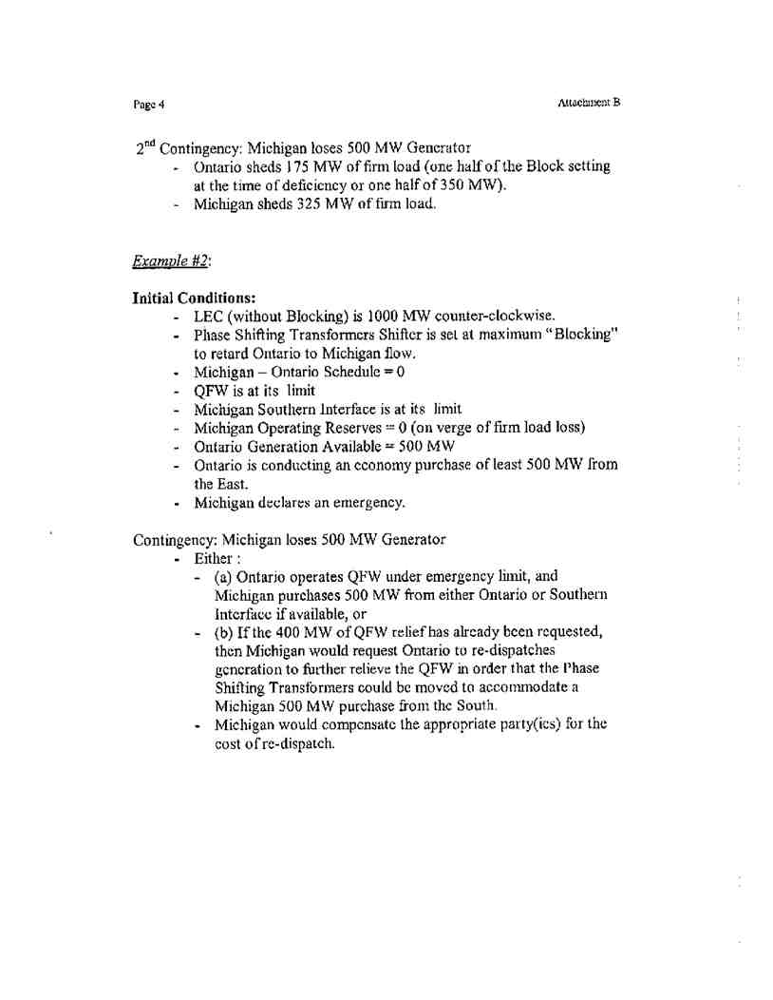 Page 4 Attachment B
2nd Contingency: Michigan loses 500 MW Generator
- Ontario sheds 175 MW of firm load (one half of the Block setting
at the time of deficiency or one half of 350 MW).
- Michigan sheds 325 MW of firm load.
Example #2:
Initial Conditions:
- LEC (without Blocking) is 1000 MW counter-clockwise.
- Phase Shifting Transformers Shifter is set at maximum "Blocking"
to retard Ontario to Michigan flow.
- Michigan – Ontario Schedule = 0
- QFW is at its limit
- Michigan Southern Interface is at its limit
- Michigan Operating Reserves = 0 (on verge of firm load loss)
- Ontario Generation Available = 500 MW
- Ontario is conducting an economy purchase of least 500 MW from
the East.
- Michigan declares an emergency.
Contingency: Michigan loses 500 MW Generator
- Either :
- (a) Ontario operates QFW under emergency limit, and
Michigan purchases 500 MW from either Ontario or Southern
Interface if available, or
- (b) If the 400 MW of QFW relief has already been requested,
then Michigan would request Ontario to re-dispatches
generation to further relieve the QFW in order that the Phase
Shifting Transformers could be moved to accommodate a
Michigan 500 MW purchase from the South.
- Michigan would compensate the appropriate party(ies) for the
cost of re-dispatch.